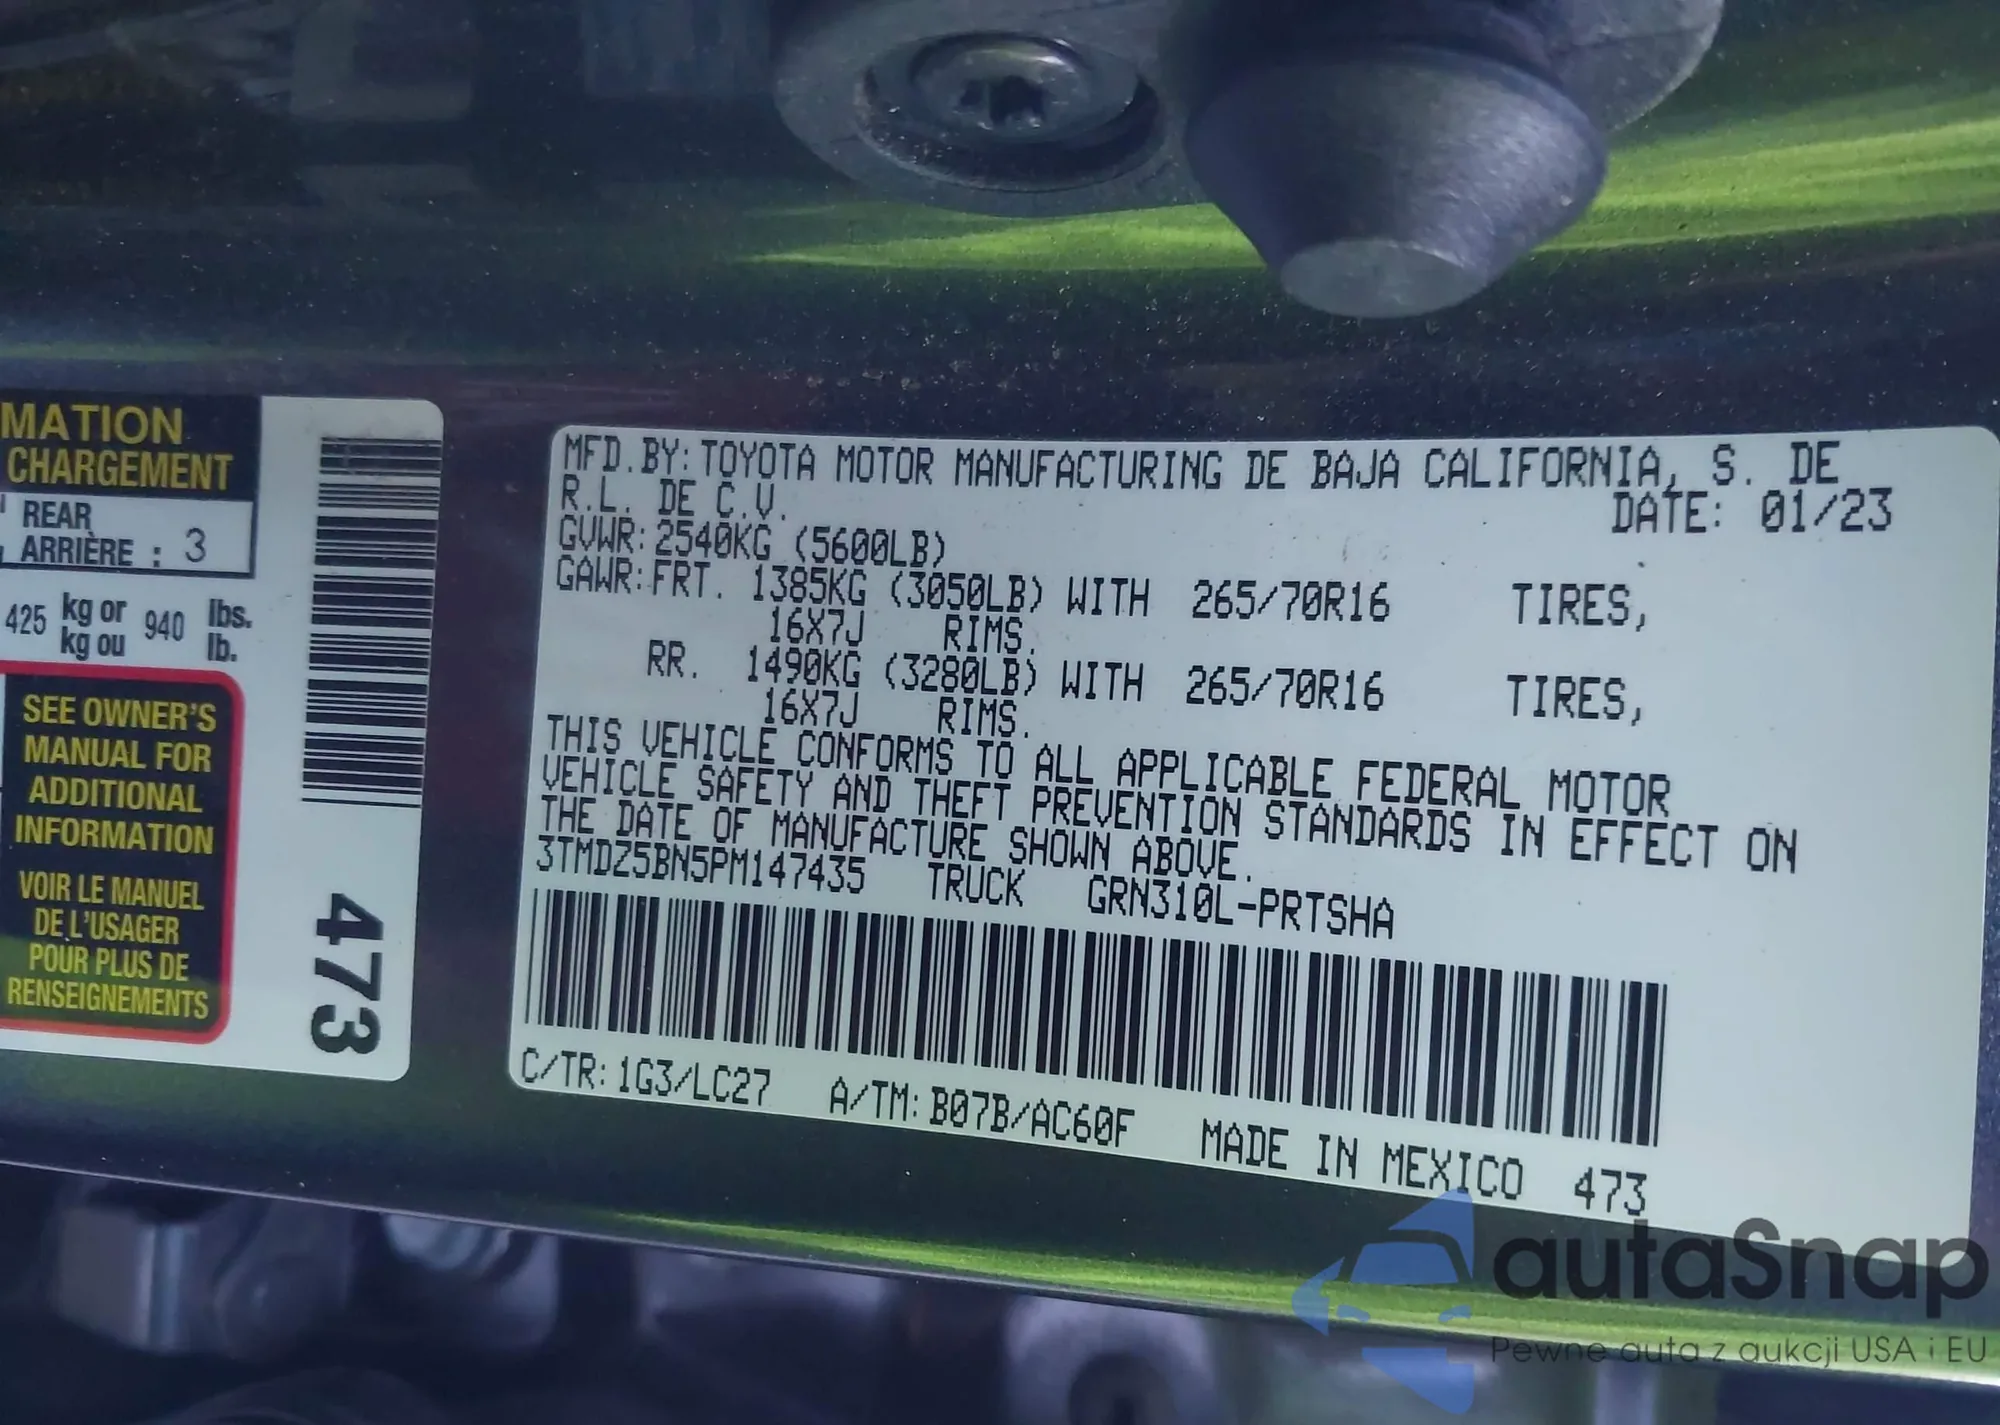 MATION
CHARGEMENT
REAR
ARRIÈRE : 3
425 kg or 940 lbs.
kg ou lb.
SEE OWNER'S
MANUAL FOR
ADDITIONAL
INFORMATION
VOIR LE MANUEL
DE L'USAGER
POUR PLUS DE
RENSEIGNEMENTS
473
MFD.BY: TOYOTA MOTOR MANUFACTURING DE BAJA CALIFORNIA, S. DE
R.L. DE C.V. DATE: 01/23
GVWR: 2540KG (5600LB)
GAWR: FRT. 1385KG (3050LB) WITH 265/70R16 TIRES,
16X7J RIMS.
RR. 1490KG (3280LB) WITH 265/70R16 TIRES,
16X7J RIMS.
THIS VEHICLE CONFORMS TO ALL APPLICABLE FEDERAL MOTOR
VEHICLE SAFETY AND THEFT PREVENTION STANDARDS IN EFFECT ON
THE DATE OF MANUFACTURE SHOWN ABOVE.
3TMDZ5BN5PM147435 TRUCK GRN310L-PRTSHA
C/TR: 1G3/LC27 A/TM: B07B/AC60F MADE IN MEXICO 473
autaSnap
Pewne auta z aukcji USA i EU